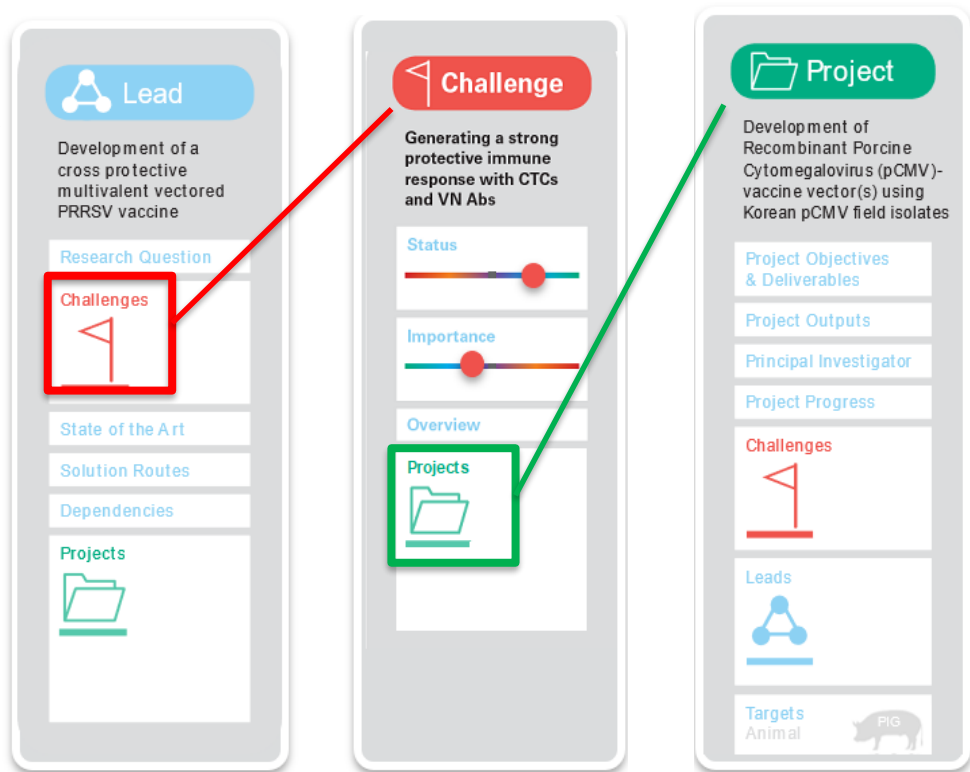 Lead
Development of a
cross protective
multivalent vectored
PRRSV vaccine
Research Question
Challenges
State of the Art
Solution Routes
Dependencies
Projects
Challenge
Generating a strong
protective immune
response with CTCs
and VN Abs
Status
Importance
Overview
Projects
Project
Development of
Recombinant Porcine
Cytomegalovirus (pCMV)-
vaccine vector(s) using
Korean pCMV field isolates
Project Objectives
& Deliverables
Project Outputs
Principal Investigator
Project Progress
Challenges
Leads
Targets
Animal
PIG